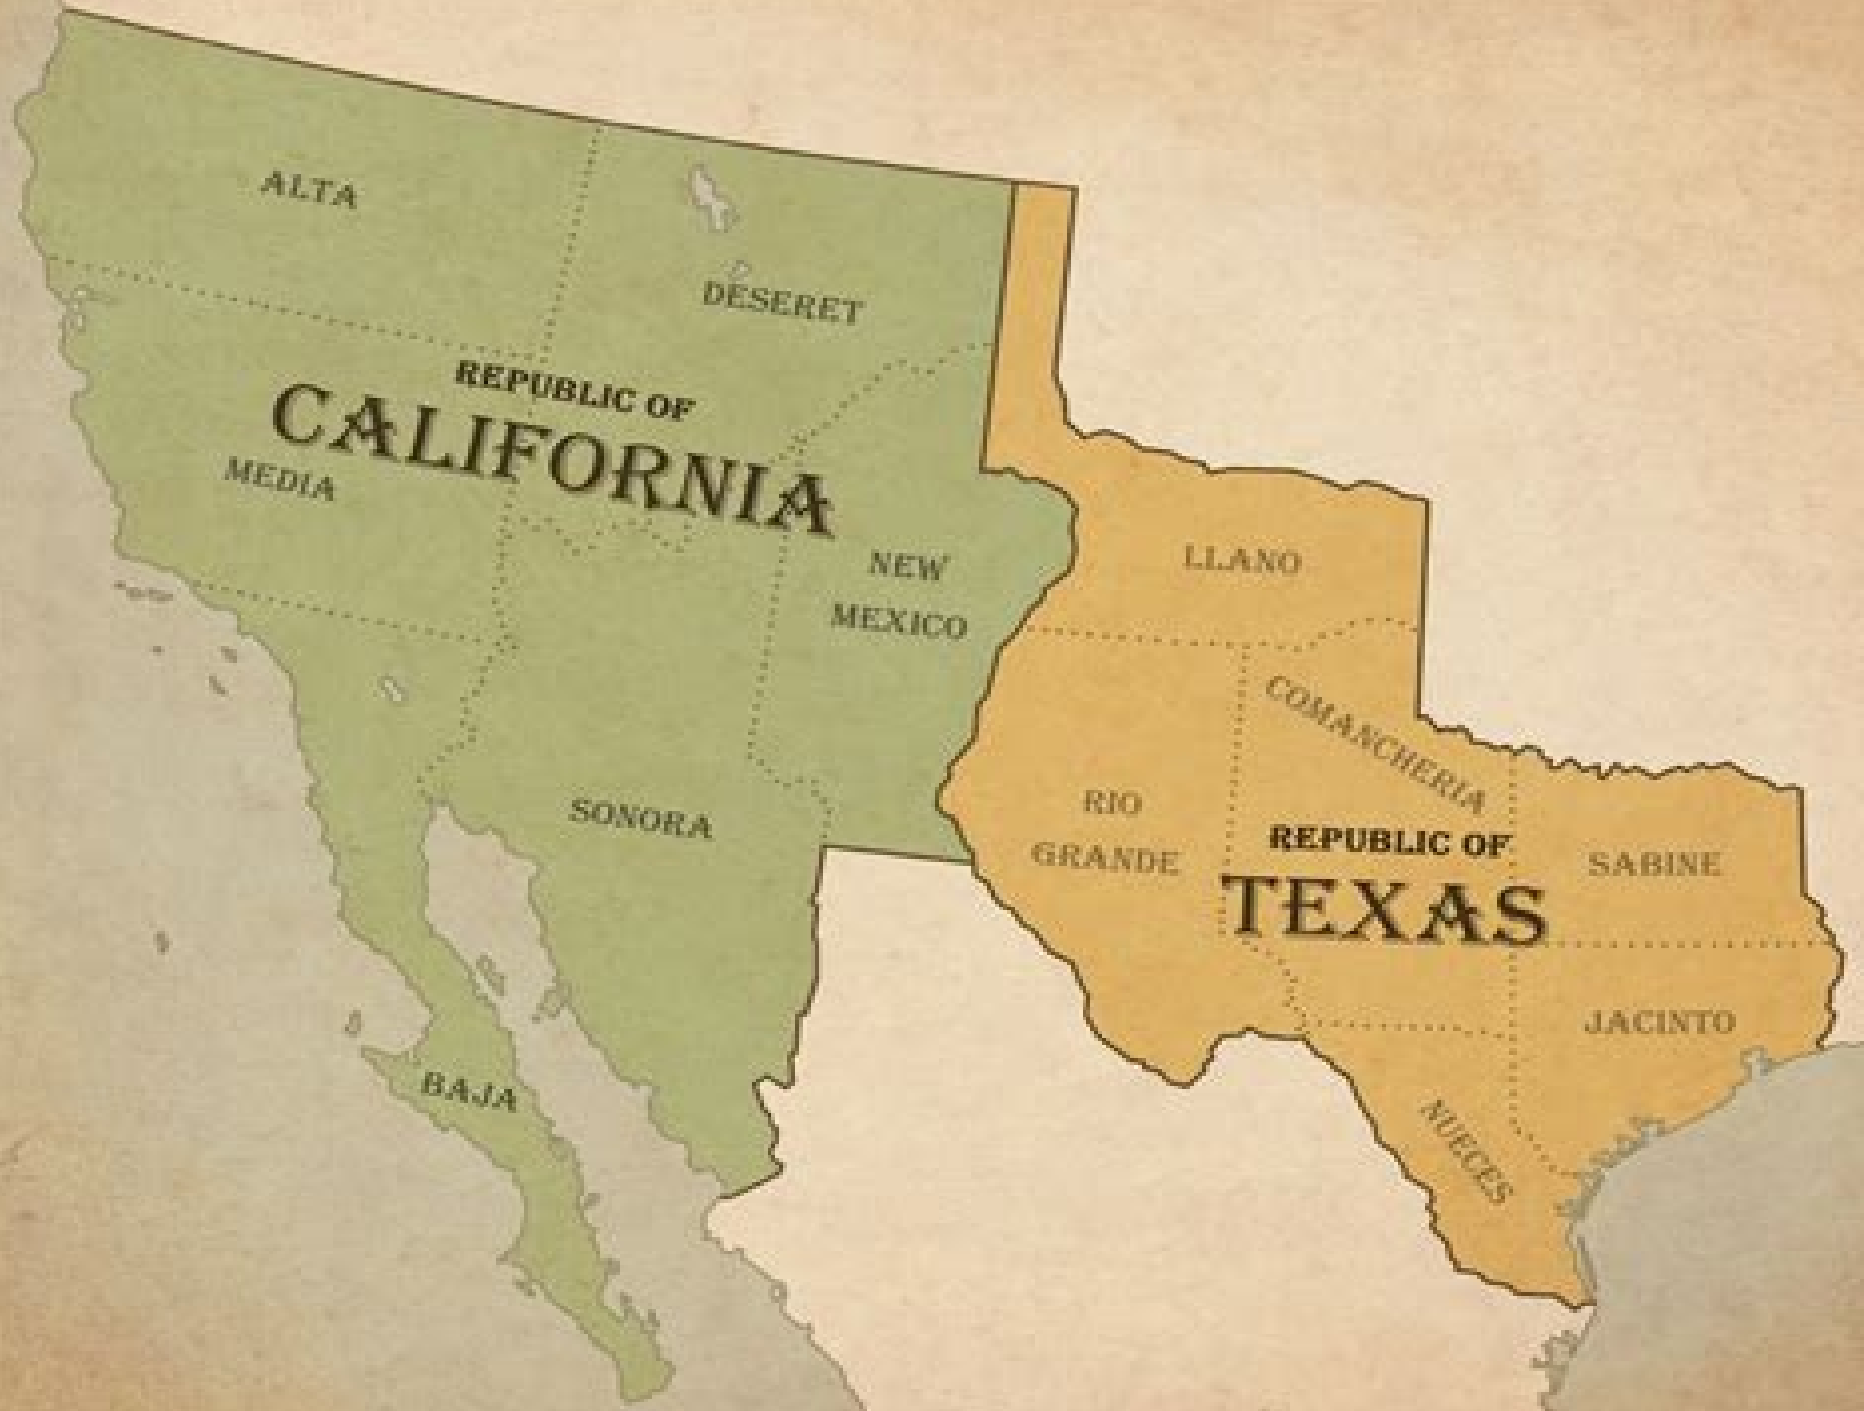 ALTA
DESERET
REPUBLIC OF
CALIFORNIA
MEDIA
NEW
MEXICO
SONORA
BAJA
LLANO
COMANCHERIA
RIO
GRANDE
REPUBLIC OF
TEXAS
SABINE
JACINTO
NUECES